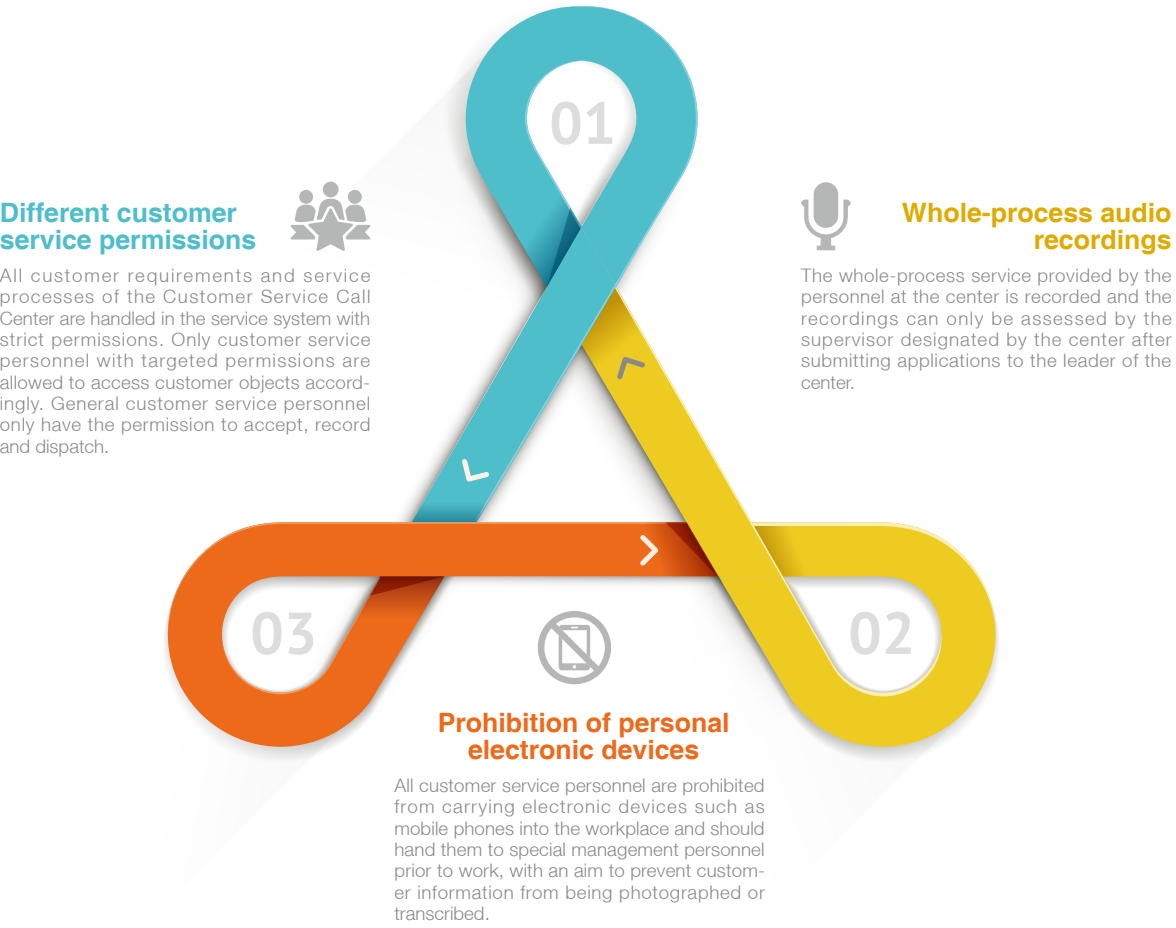 01
Different customer
service permissions
All customer requirements and service
processes of the Customer Service Call
Center are handled in the service system with
strict permissions. Only customer service
personnel with targeted permissions are
allowed to access customer objects accord-
ingly. General customer service personnel
only have the permission to accept, record
and dispatch.
Whole-process audio
recordings
The whole-process service provided by the
personnel at the center is recorded and the
recordings can only be assessed by the
supervisor designated by the center after
submitting applications to the leader of the
center.
03
02
Prohibition of personal
electronic devices
All customer service personnel are prohibited
from carrying electronic devices such as
mobile phones into the workplace and should
hand them to special management personnel
prior to work, with an aim to prevent custom-
er information from being photographed or
transcribed.